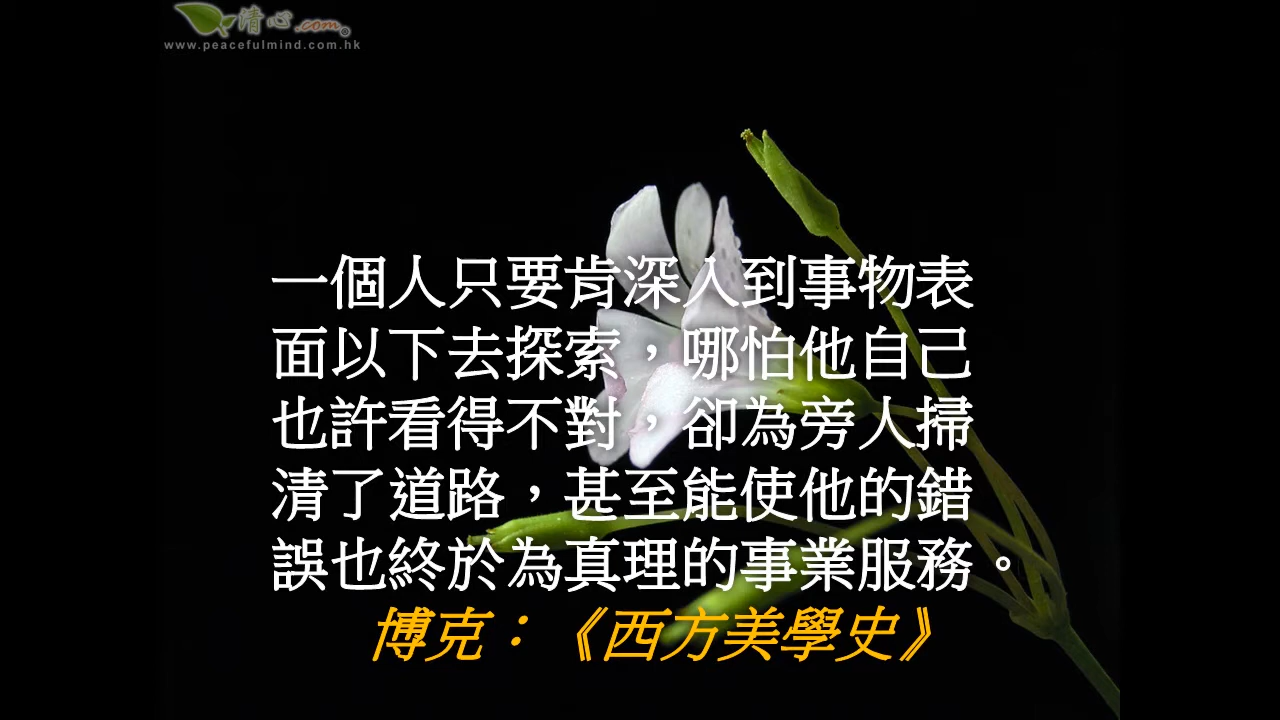 清心.com®
www.peacefulmind.com.hk
一個人只要肯深入到事物表
面以下去探索，哪怕他自己
也許看得不對，卻為旁人掃
清了道路，甚至能使他的錯
誤也終於為真理的事業服務。
博克：《西方美學史》